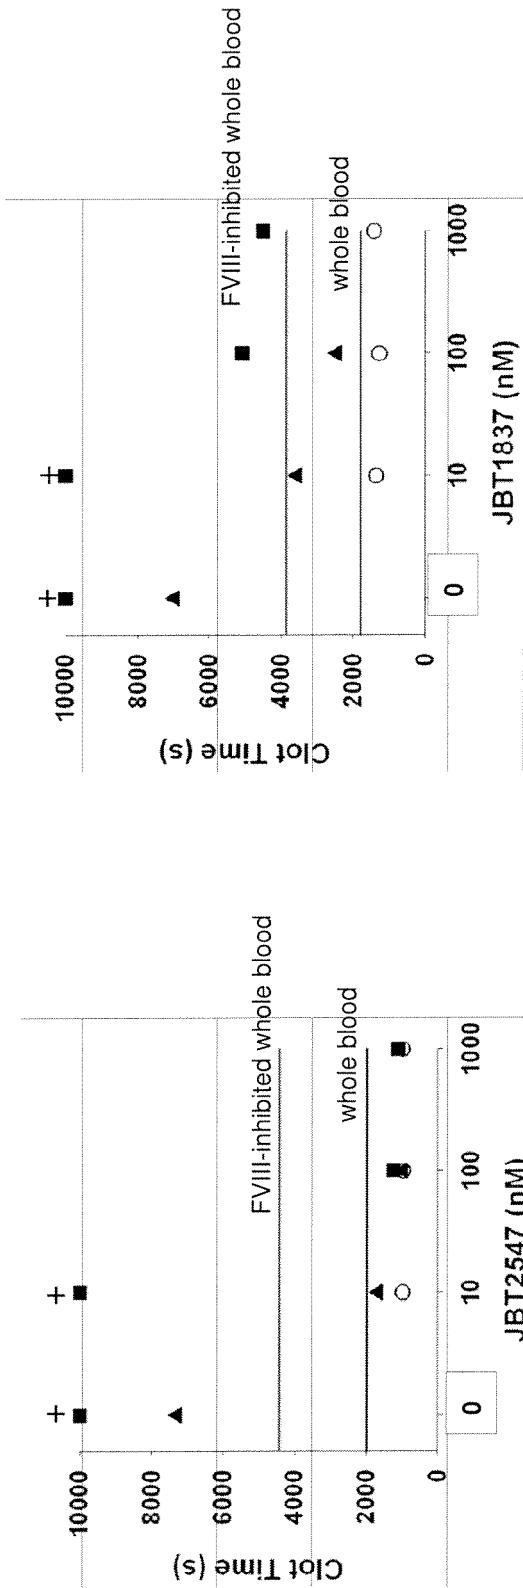 10000
8000
6000
4000
2000
0
Clot Time (s)
FVIII-inhibited whole blood
whole blood
0
10
100
1000
JBT2547 (nM)
10000
8000
6000
4000
2000
0
Clot Time (s)
FVIII-inhibited whole blood
whole blood
0
10
100
1000
JBT1837 (nM)